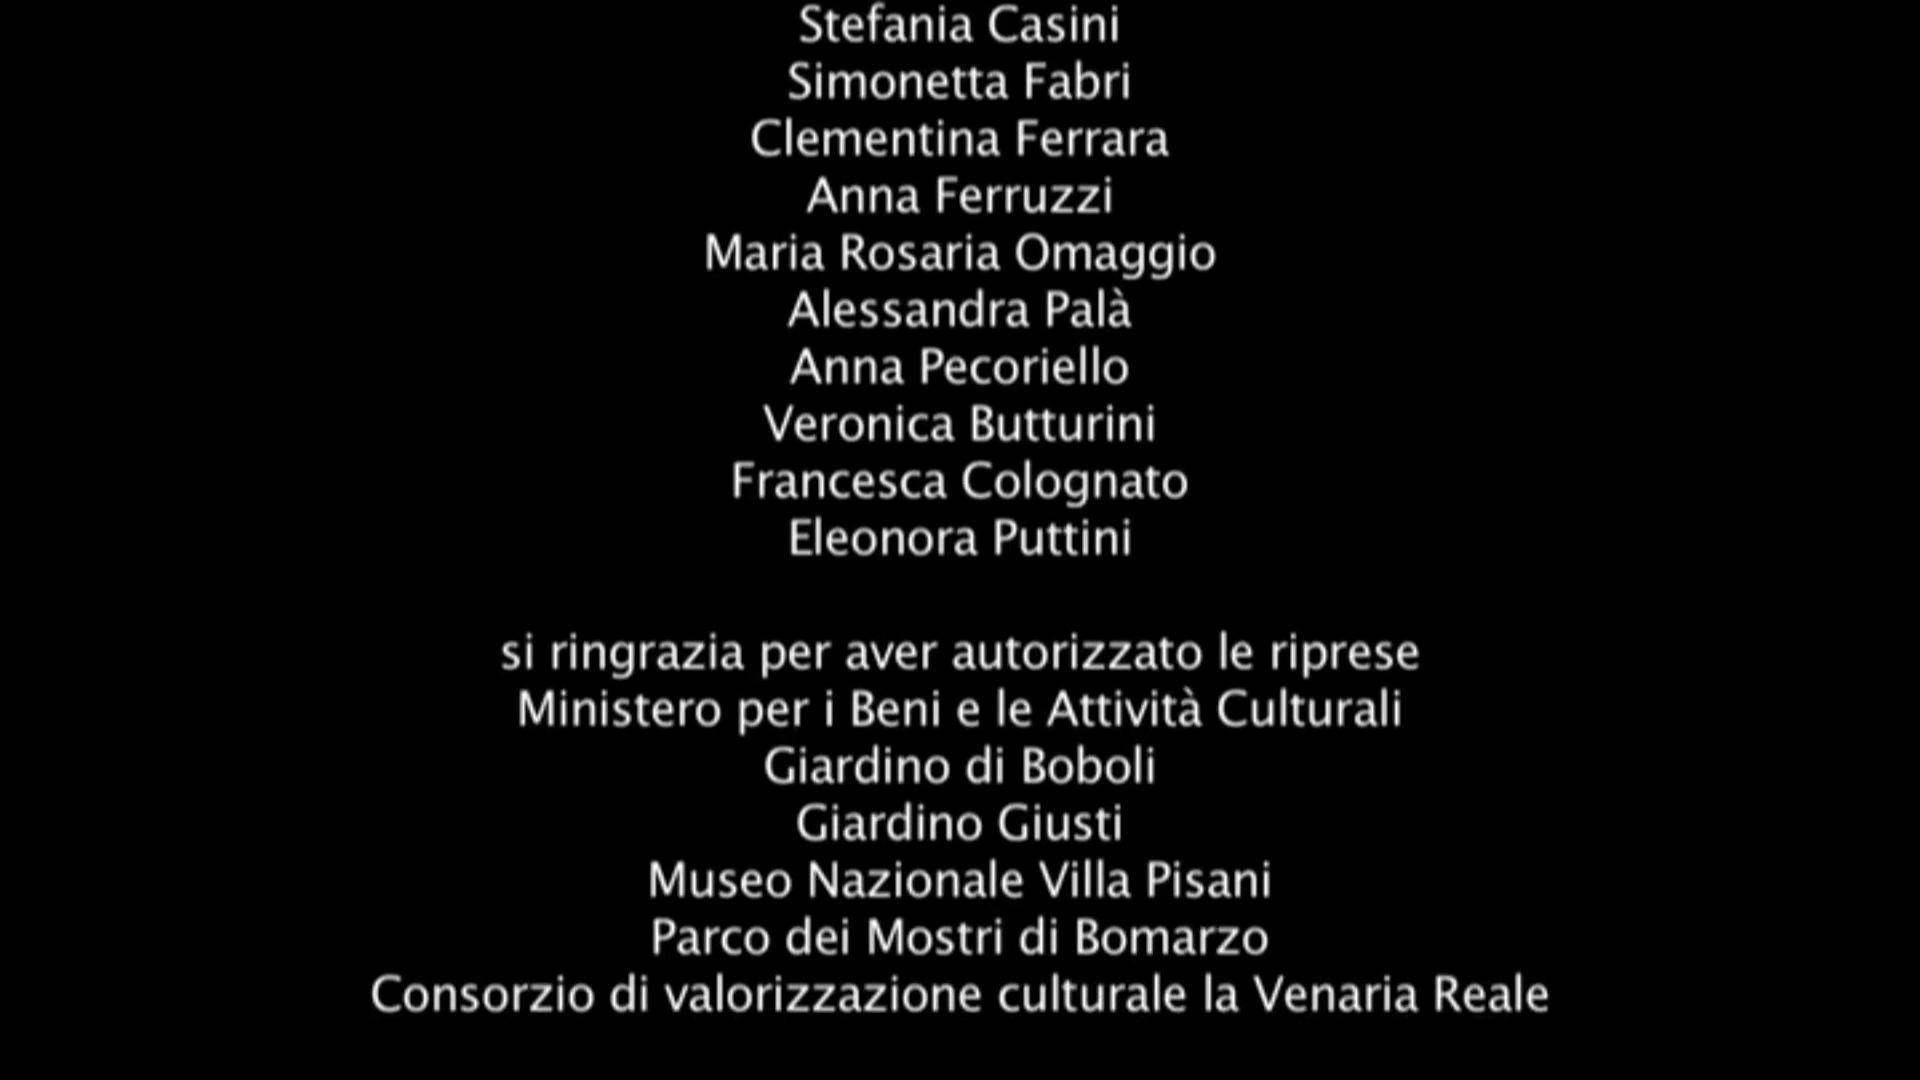 Stefania Casini
Simonetta Fabri
Clementina Ferrara
Anna Ferruzzi
Maria Rosaria Omaggio
Alessandra Palà
Anna Pecoriello
Veronica Butturini
Francesca Colognato
Eleonora Puttini
si ringrazia per aver autorizzato le riprese
Ministero per i Beni e le Attività Culturali
Giardino di Boboli
Giardino Giusti
Museo Nazionale Villa Pisani
Parco dei Mostri di Bomarzo
Consorzio di valorizzazione culturale la Venaria Reale